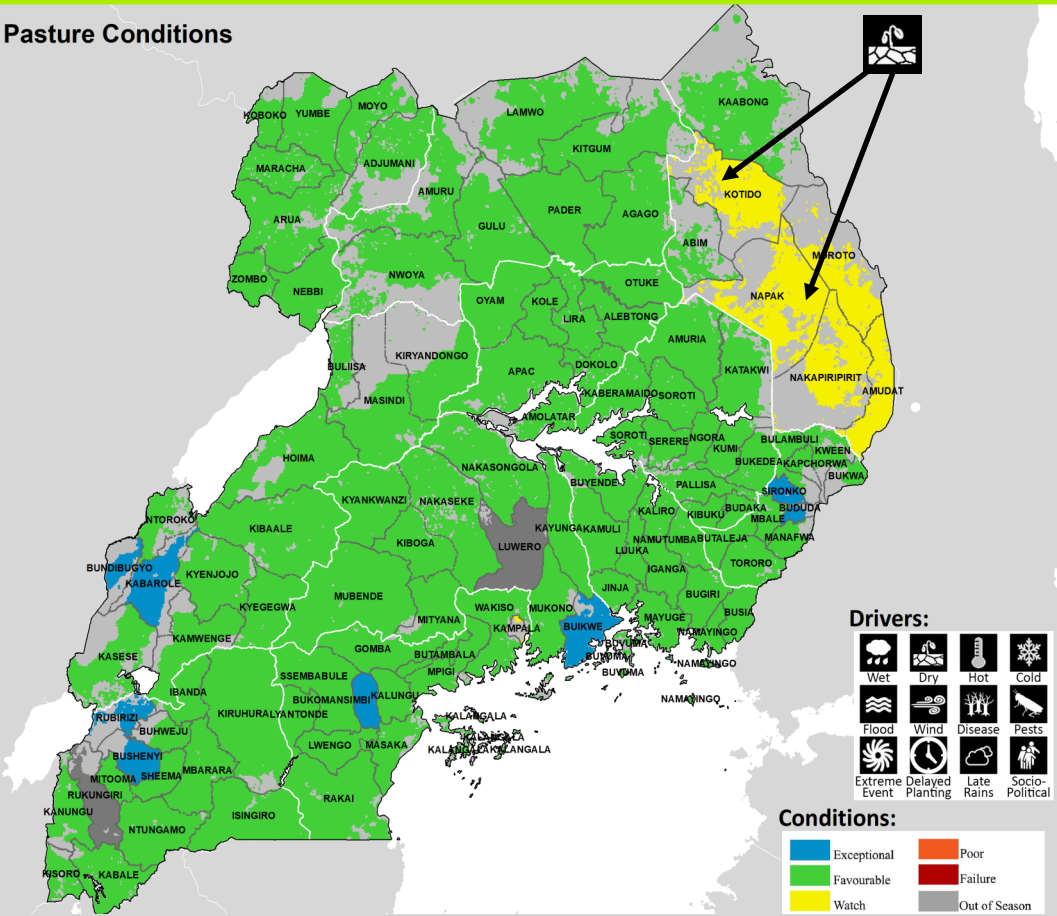 Pasture Conditions
KOBOKO
YUMBE
MOYO
LAMWO
KAABONG
KITGUM
MARACHA
ADJUMANI
AMURU
KOTIDO
ARUA
GULU
PADER
AGAGO
ABIM
MOROTO
ZOMBO
NEBBI
NWOYA
OYAM
KOLE
OTUKE
NAPAK
LIRA
ALEBTONG
AMURIA
BULIISA
KIRYANDONGO
APAC
DOKOLO
KATAKWI
NAKAPIRIPIRIT
AMUDAT
MASINDI
KABERAMAIDO
SOROTI
AMOLATAR
SOROTI
SERERE
NGORA
KUMI
BULAMBULI
KWEEN
HOIMA
NAKASONGOLA
BUKEDEA
KAPCHORWA
BUKWA
BUYENDE
PALLISA
SIRONKO
KYANKWANZI
NAKASEKE
NTOROKO
KIBAALE
KAYUNGA
KAMULI
KALIRO
KIBUKU
BUDAKA
MBALE
BUDUDA
KIBOGA
LUWERO
NAMUTUMBA
BUTALEJA
MANAFWA
LUUKA
BUNDIBUGYO
KABAROLE
KYENJOJO
IGANGA
TORORO
MUBENDE
JINJA
BUGIRI
KYEGEGWA
WAKISO
MUKONO
BUSIA
MITYANA
KAMPALA
BUIKWE
MAYUGE
NAMAYINGO
KAMWENGE
GOMBA
BUTAMBALA
BUVUMA
BUVUMA
KASESE
MPIGI
BUVUMA
NAMAYINGO
SSEMBABULE
IBANDA
BUKOMANSIMBI
KALUNGU
NAMAYINGO
RUBIRIZI
BUHWEJU
KIRUHURA
LYANTONDE
KALANGALA
KALANGALA
KALANGALA
KALANGALA
LWENGO
MASAKA
BUSHENYI
SHEEMA
MBARARA
MITOOMA
RUKUNGIRI
KANUNGU
RAKAI
ISINGIRO
NTUNGAMO
KISORO
KABALE
Drivers:
Wet Dry Hot Cold
Flood Wind Disease Pests
Extreme Delayed Late Socio-
Event Planting Rains Political
Conditions:
Exceptional Poor
Favourable Failure
Watch Out of Season